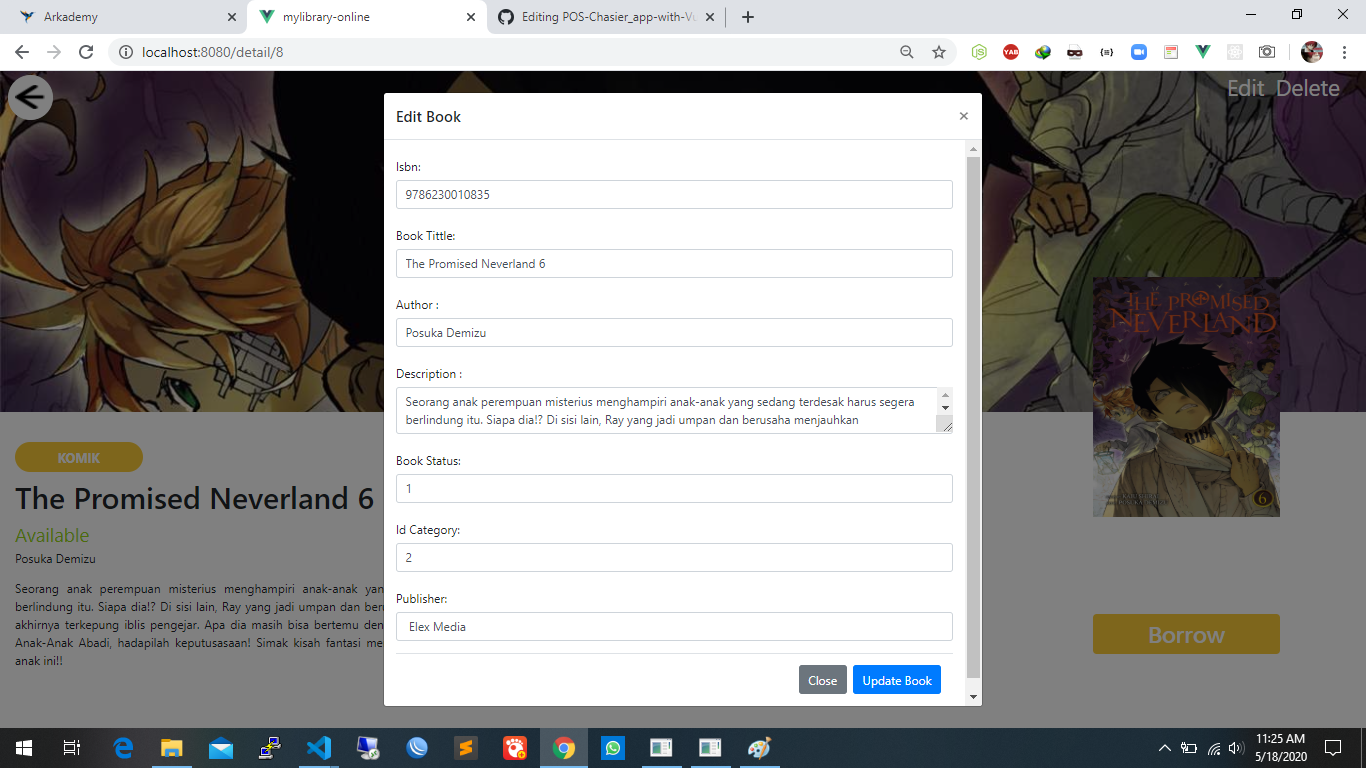 Arkademy
mylibrary-online
Editing POS-Chasier_app-with-Vu
localhost:8080/detail/8
YAB
Edit Delete
Edit Book
×
Isbn:
9786230010835
Book Tittle:
The Promised Neverland 6
Author :
Posuka Demizu
Description :
Seorang anak perempuan misterius menghampiri anak-anak yang sedang terdesak harus segera
berlindung itu. Siapa dia!? Di sisi lain, Ray yang jadi umpan dan berusaha menjauhkan
Book Status:
1
Id Category:
2
Publisher:
Elex Media
Close
Update Book
KOMIK
The Promised Neverland 6
Available
Posuka Demizu
Seorang anak perempuan misterius menghampiri anak-anak yan
berlindung itu. Siapa dia!? Di sisi lain, Ray yang jadi umpan dan ber
akhirnya terkepung iblis pengejar. Apa dia masih bisa bertemu den
Anak-Anak Abadi, hadapilah keputusasaan! Simak kisah fantasi me
anak ini!!
THE PROMISED
NEVERLAND
6
Borrow
11:25 AM
5/18/2020